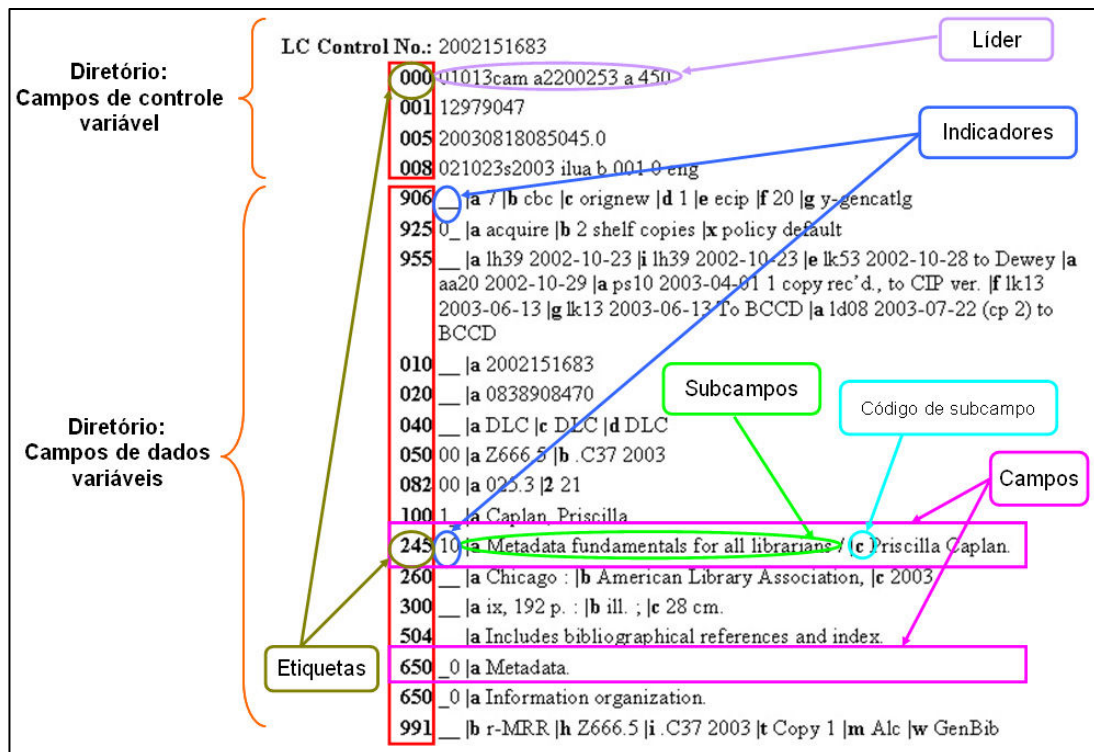 LC Control No.: 2002151683
Líder
Diretório:
Campos de controle
variável
000 01013cam a2200253 a 450
001 12979047
005 20030818085045.0
008 021023s2003 ilua b 001 0 eng
Indicadores
906 __ |a 7 |b cbc |c orignew |d 1 |e ecip |f 20 |g y-gencatlg
925 0_ |a acquire |b 2 shelf copies |x policy default
955 __ |a lh39 2002-10-23 |i lh39 2002-10-23 |e lk53 2002-10-28 to Dewey |a
aa20 2002-10-29 |a ps10 2003-04-01 1 copy rec'd., to CIP ver. |f lk13
2003-06-13 |g lk13 2003-06-13 To BCCD |a ld08 2003-07-22 (cp 2) to
BCCD
010 __ |a 2002151683
020 __ |a 0838908470
Subcampos
Código de subcampo
040 __ |a DLC |c DLC |d DLC
Diretório:
Campos de dados
variáveis
050 00 |a Z666.5 |b .C37 2003
082 00 |a 025.3 |2 21
Campos
100 1_ |a Caplan, Priscilla.
245 10 |a Metadata fundamentals for all librarians / |c Priscilla Caplan.
260 __ |a Chicago : |b American Library Association, |c 2003.
300 __ |a ix, 192 p. : |b ill. ; |c 28 cm.
504 __ |a Includes bibliographical references and index.
Etiquetas
650 _0 |a Metadata.
650 _0 |a Information organization.
991 __ |b r-MRR |h Z666.5 |i .C37 2003 |t Copy 1 |m Alc |w GenBib